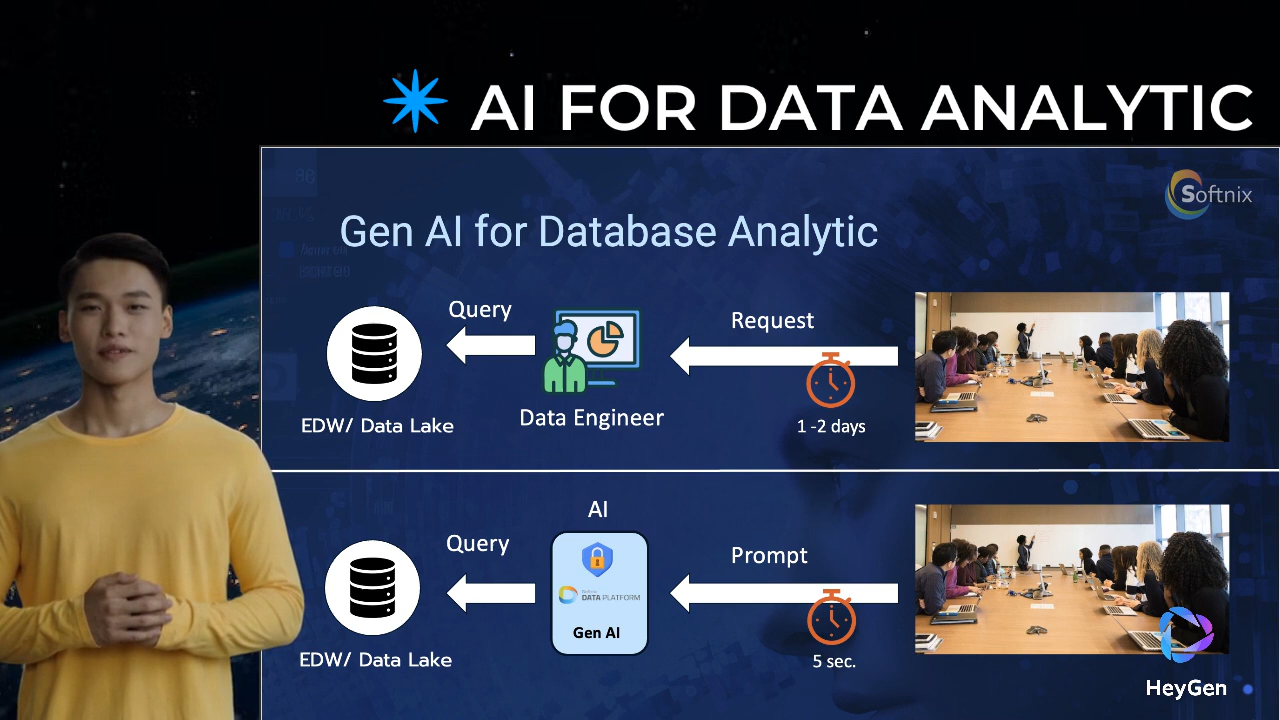 AI FOR DATA ANALYTIC
Softnix
Gen AI for Database Analytic
Query
Request
EDW/ Data Lake
Data Engineer
1 -2 days
AI
Query
Prompt
DATA PLATFORM
Gen AI
EDW/ Data Lake
5 sec.
HeyGen